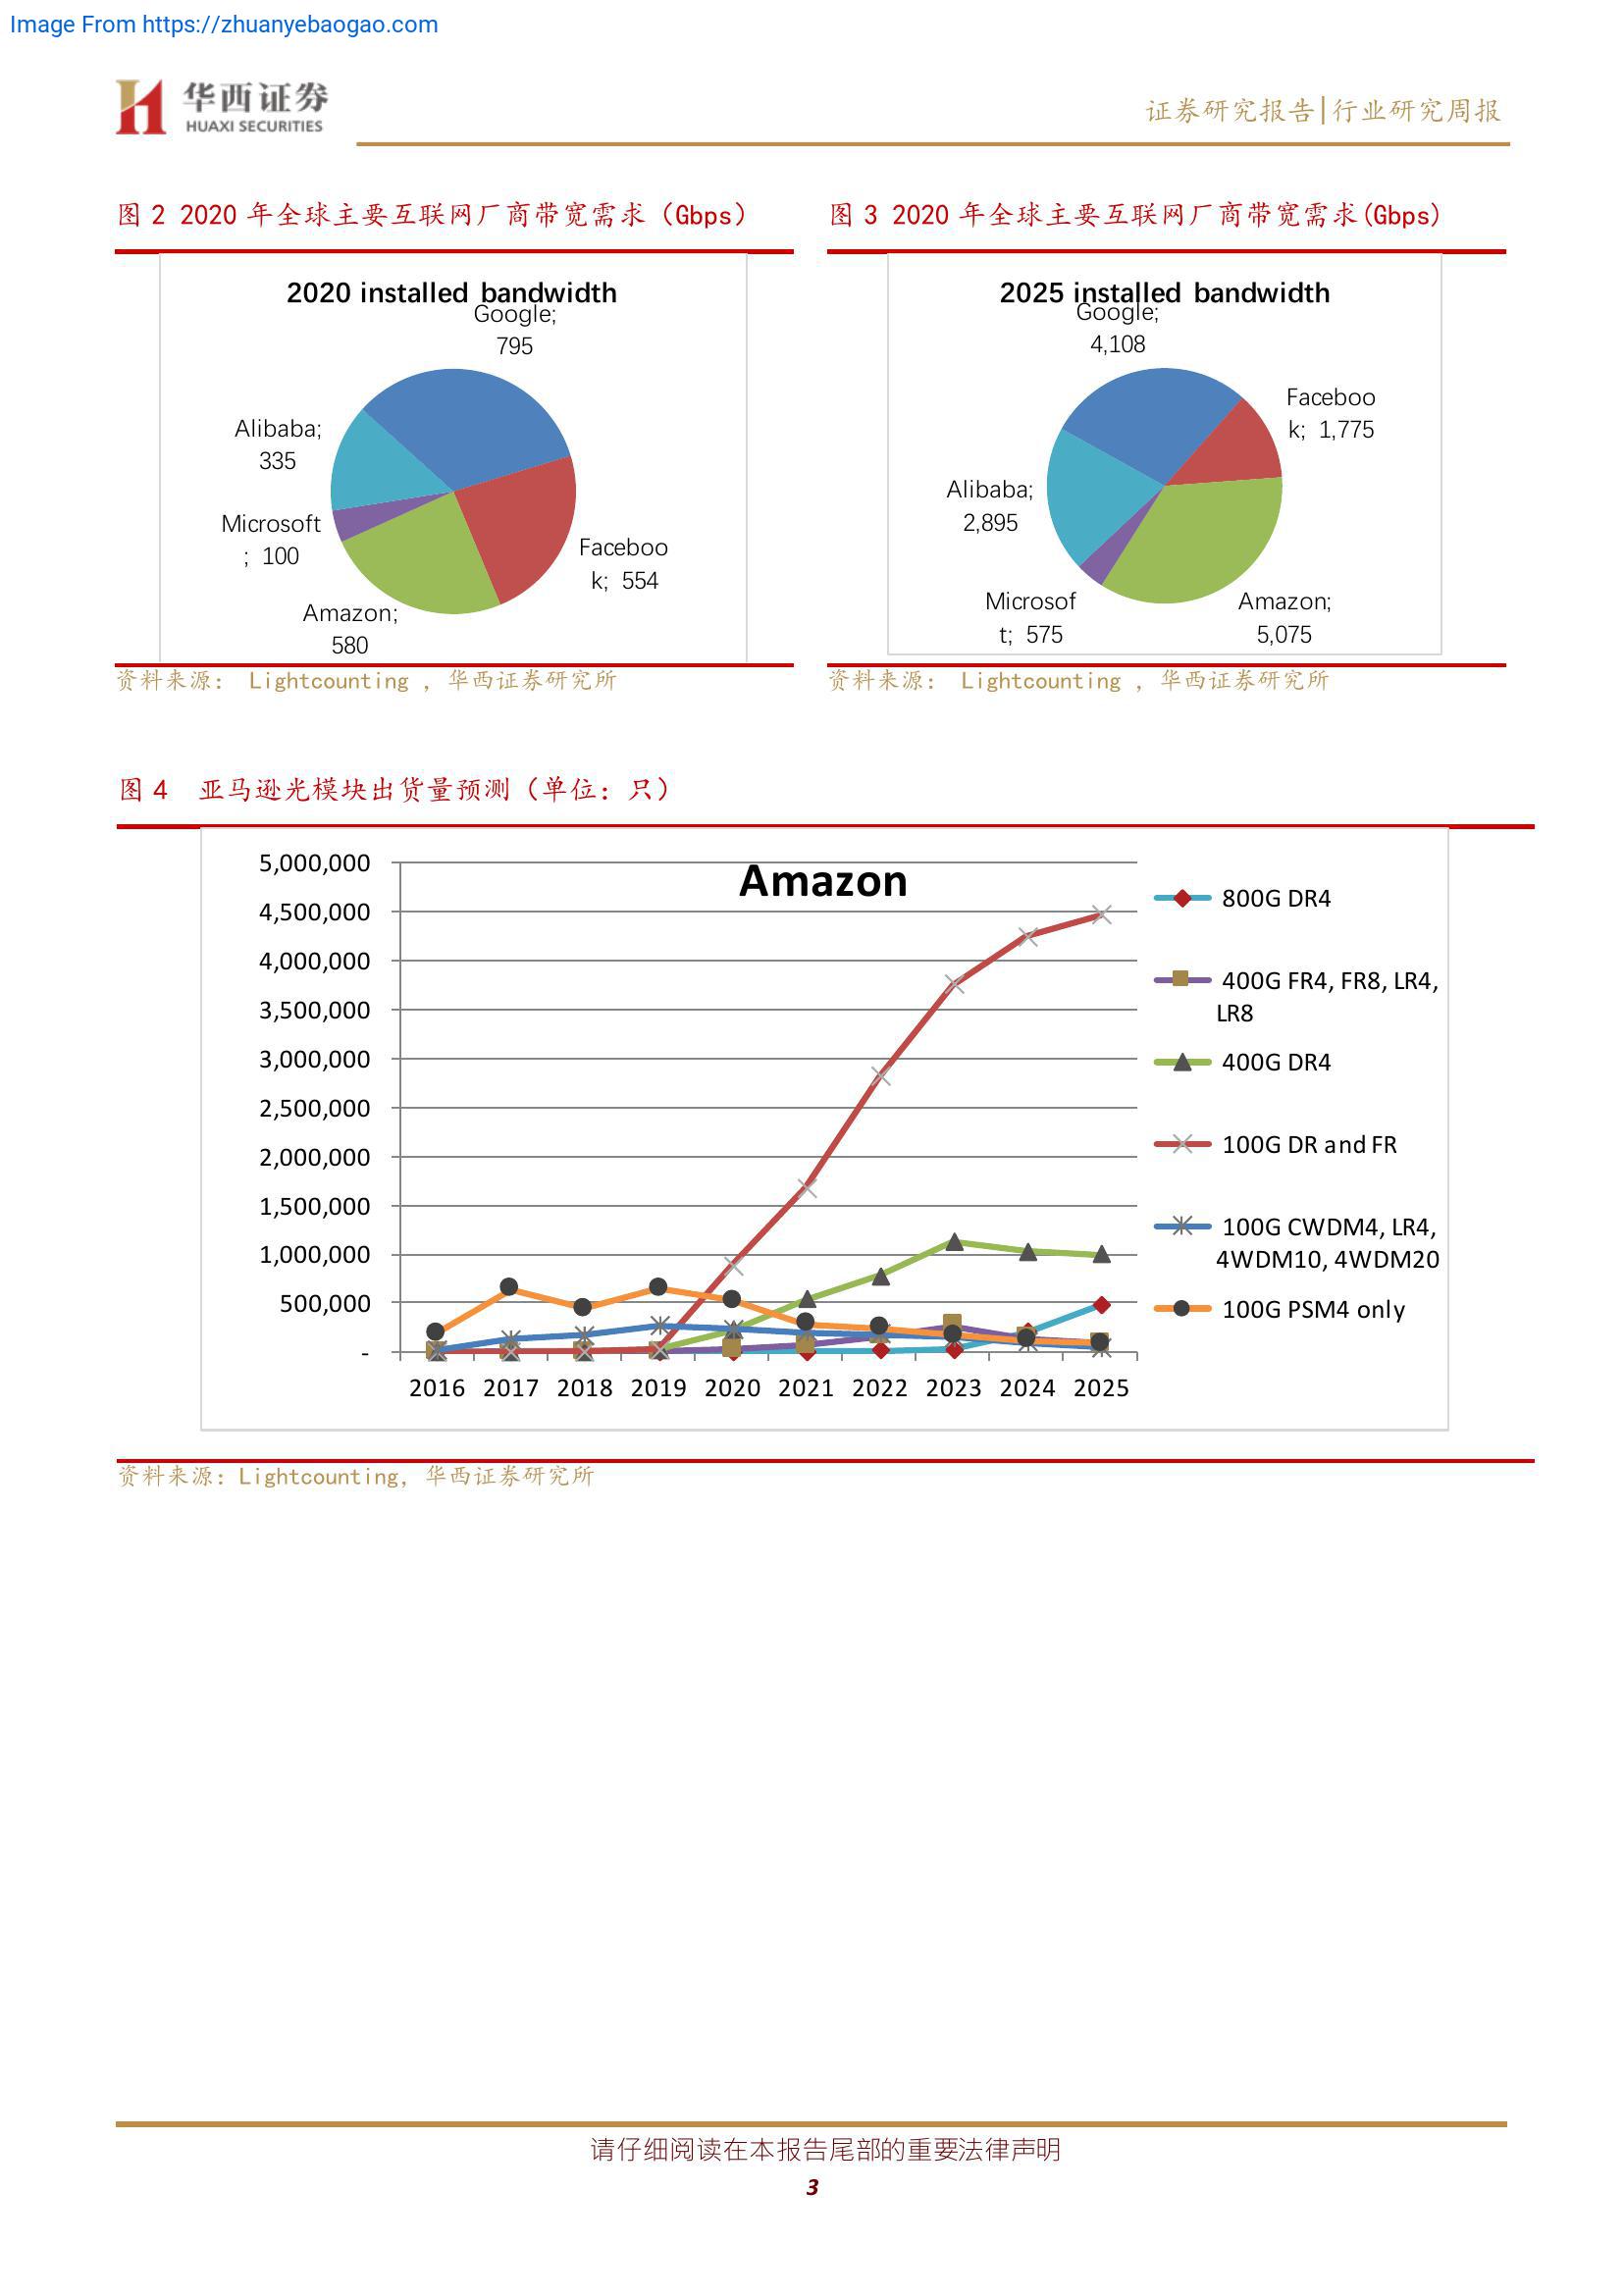 Image From https://zhuanyebaogao.com
华西证券
HUAXI SECURITIES
证券研究报告|行业研究周报
图 2 2020 年全球主要互联网厂商带宽需求（Gbps）
2020 installed bandwidth
Google;
795
Alibaba;
335
Microsoft
; 100
Faceboo
k; 554
Amazon;
580
资料来源： Lightcounting , 华西证券研究所
图 3 2020 年全球主要互联网厂商带宽需求(Gbps)
2025 installed bandwidth
Google;
4,108
Faceboo
k; 1,775
Alibaba;
2,895
Microsof
t; 575
Amazon;
5,075
资料来源： Lightcounting , 华西证券研究所
图 4 亚马逊光模块出货量预测（单位：只）
Amazon
5,000,000
4,500,000
4,000,000
3,500,000
3,000,000
2,500,000
2,000,000
1,500,000
1,000,000
500,000
-
2016 2017 2018 2019 2020 2021 2022 2023 2024 2025
800G DR4
400G FR4, FR8, LR4,
LR8
400G DR4
100G DR and FR
100G CWDM4, LR4,
4WDM10, 4WDM20
100G PSM4 only
资料来源：Lightcounting, 华西证券研究所
请仔细阅读在本报告尾部的重要法律声明
3